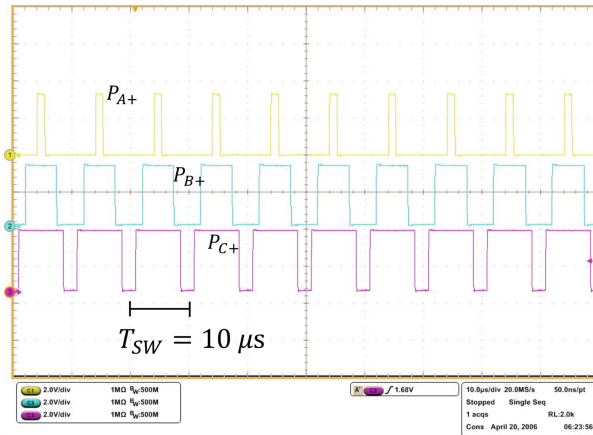 P_A+
1
P_B+
2
P_C+
3
T_SW = 10 μs
C1 2.0V/div 1MΩ B_W:500M
C2 2.0V/div 1MΩ B_W:500M
C3 2.0V/div 1MΩ B_W:500M
A' C3 ∫ 1.68V
10.0μs/div 20.0MS/s 50.0ns/pt
Stopped Single Seq
1 acqs RL:2.0k
Cons April 20, 2006 06:23:56